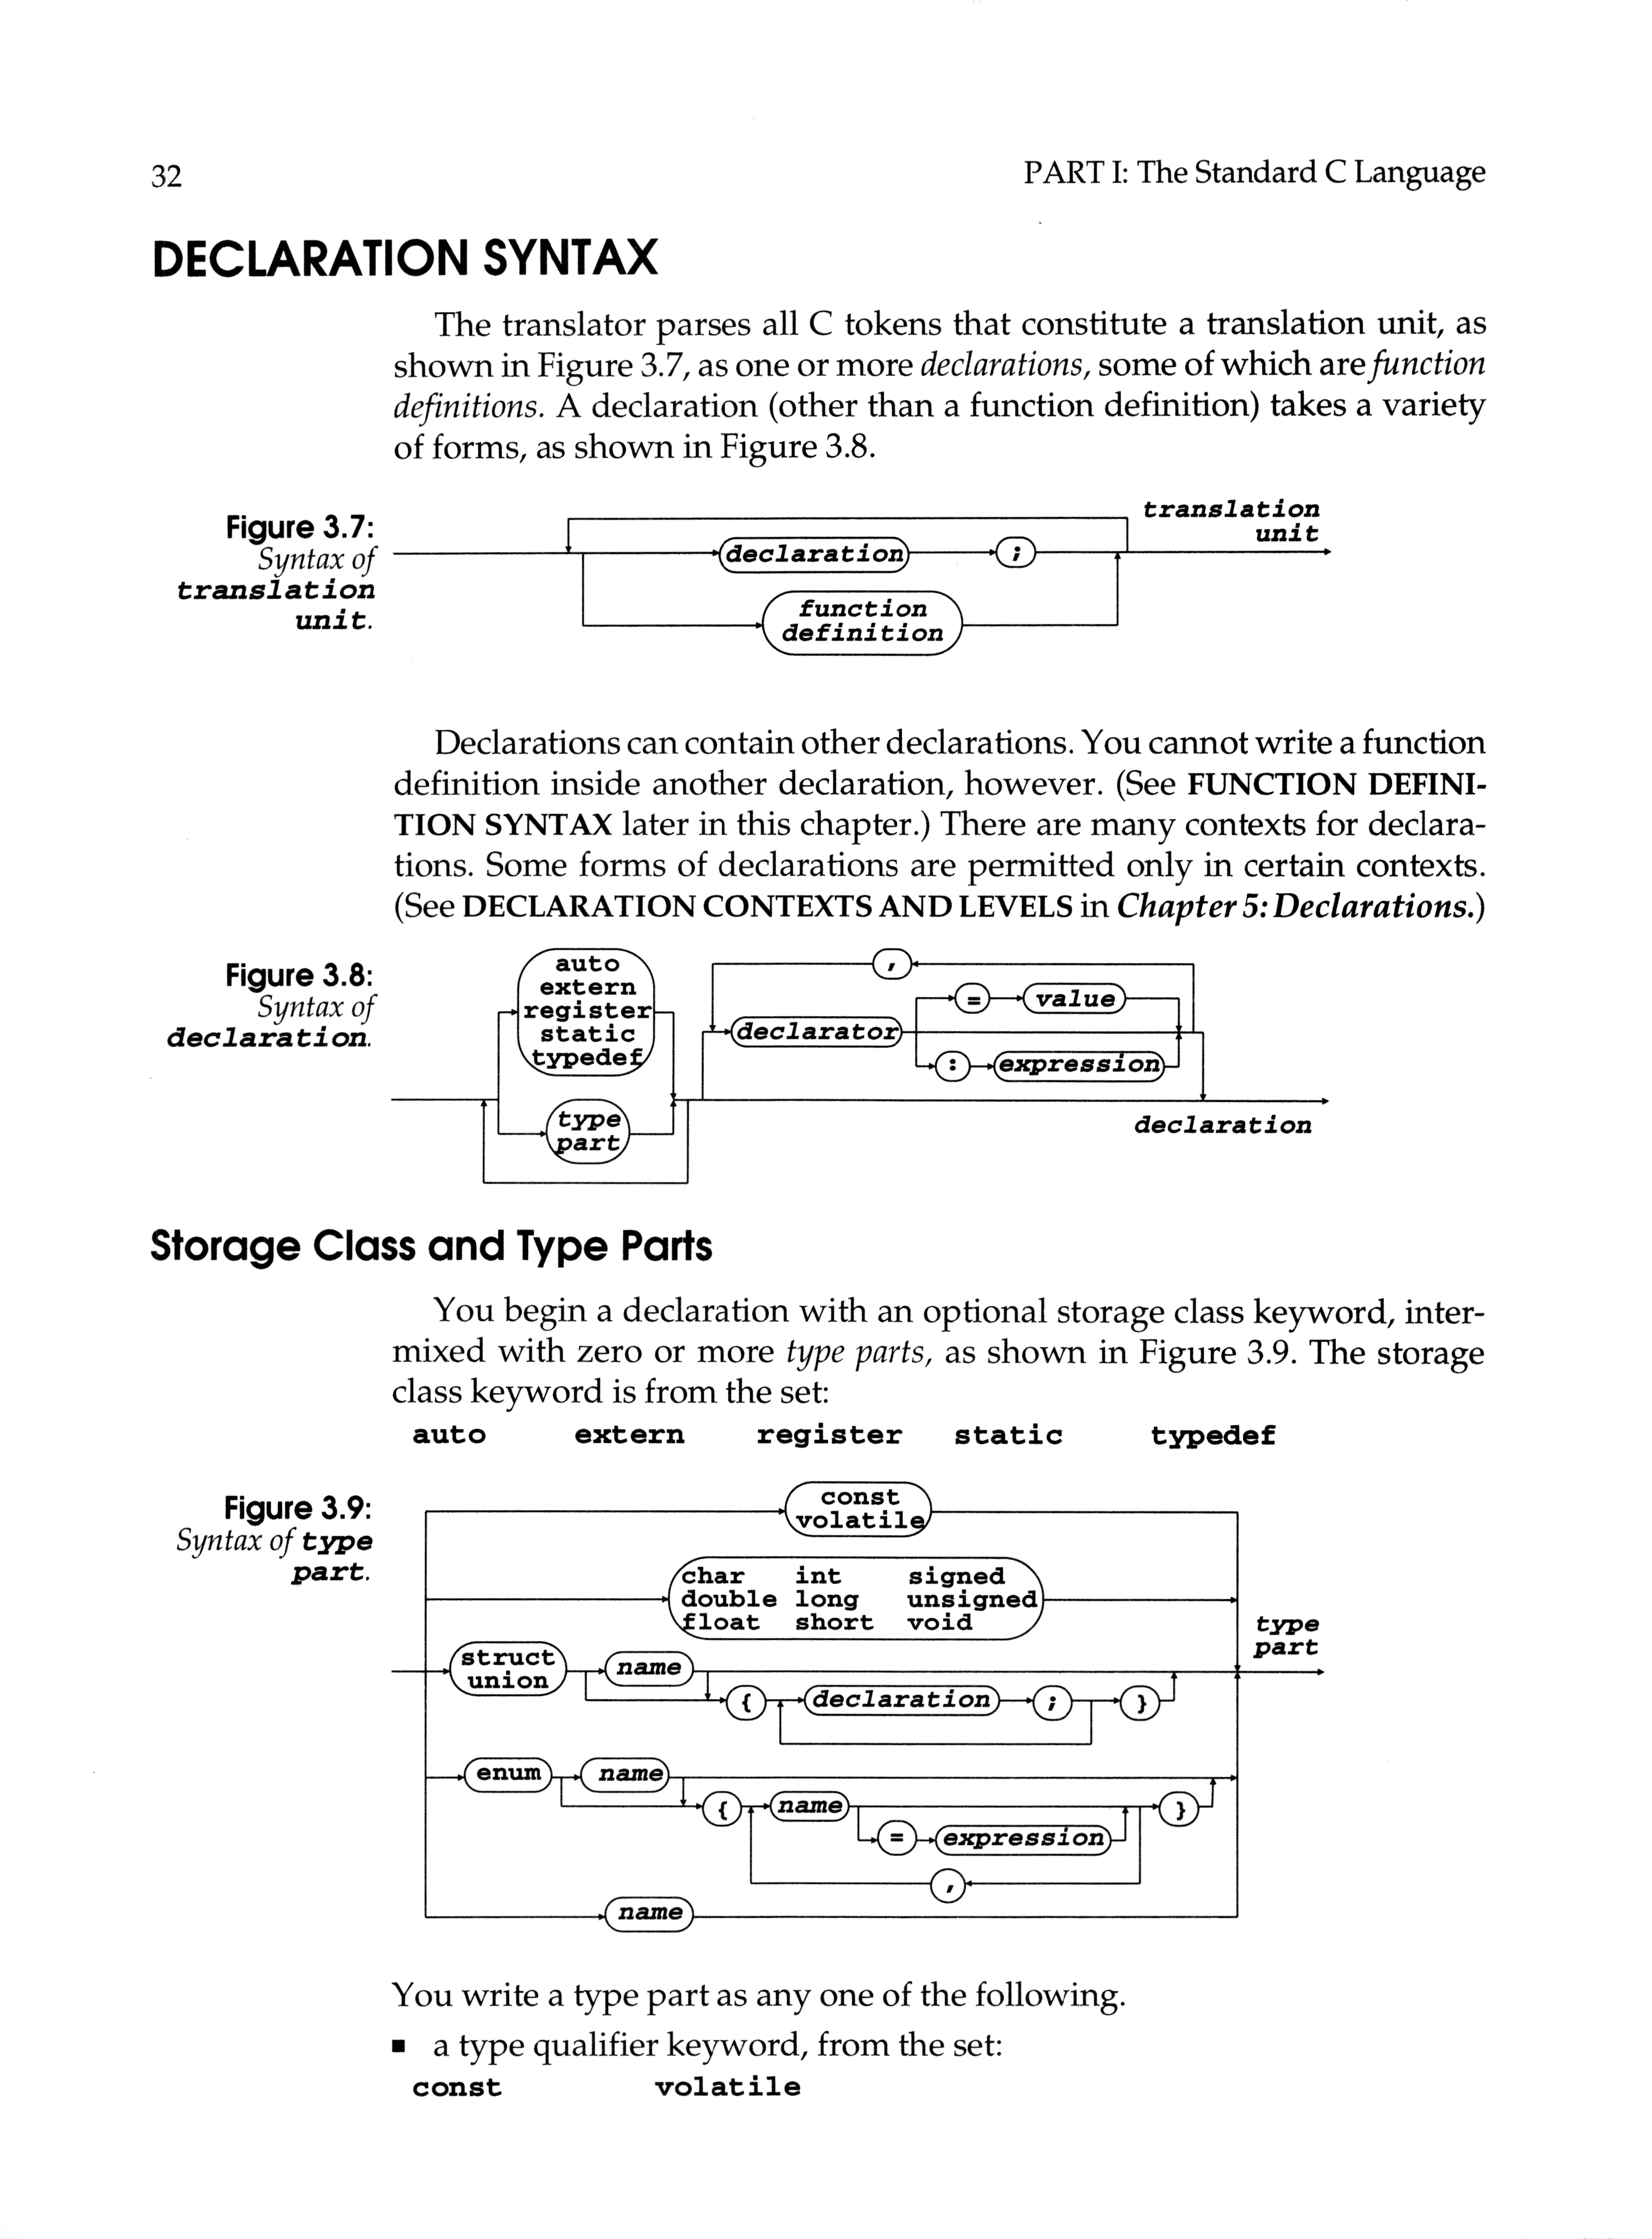 32 PART I: The Standard C Language
DECLARATION SYNTAX
The translator parses all C tokens that constitute a translation unit, as
shown in Figure 3.7, as one or more declarations, some of which are function
definitions. A declaration (other than a function definition) takes a variety
of forms, as shown in Figure 3.8.
Figure 3.7:
Syntax of
translation
unit.
translation
unit
declaration ;
function
definition
Declarations can contain other declarations. You cannot write a function
definition inside another declaration, however. (See FUNCTION DEFINI-
TION SYNTAX later in this chapter.) There are many contexts for declara-
tions. Some forms of declarations are permitted only in certain contexts.
(See DECLARATION CONTEXTS AND LEVELS in Chapter 5: Declarations.)
Figure 3.8:
Syntax of
declaration.
auto
extern
register
static
typedef
type
part
,
= value
declarator
: expression
declaration
Storage Class and Type Parts
You begin a declaration with an optional storage class keyword, inter-
mixed with zero or more type parts, as shown in Figure 3.9. The storage
class keyword is from the set:
auto extern register static typedef
Figure 3.9:
Syntax of type
part.
const
volatile
char int signed
double long unsigned
float short void
type
part
struct
union
name
{ declaration ; }
enum name
{ name }
= expression
,
name
You write a type part as any one of the following.
■ a type qualifier keyword, from the set:
const volatile